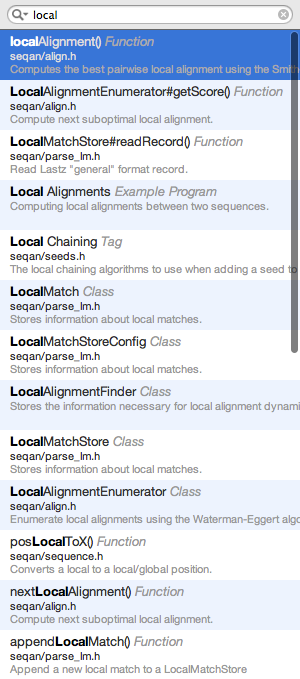 local
localAlignment() Function
seqan/align.h
Computes the best pairwise local alignment using the Smith
LocalAlignmentEnumerator#getScore() Function
seqan/align.h
Compute next suboptimal local alignment.
LocalMatchStore#readRecord() Function
seqan/parse_lm.h
Read Lastz "general" format record.
Local Alignments Example Program
Computing local alignments between two sequences.
Local Chaining Tag
seqan/seeds.h
The local chaining algorithms to use when adding a seed to
LocalMatch Class
seqan/parse_lm.h
Stores information about local matches.
LocalMatchStoreConfig Class
seqan/parse_lm.h
Stores information about local matches.
LocalAlignmentFinder Class
Stores the information necessary for local alignment dynami
LocalMatchStore Class
seqan/parse_lm.h
Stores information about local matches.
LocalAlignmentEnumerator Class
seqan/align.h
Enumerate local alignments using the Waterman-Eggert algo
posLocalToX() Function
seqan/sequence.h
Converts a local to a local/global position.
nextLocalAlignment() Function
seqan/align.h
Compute next suboptimal local alignment.
appendLocalMatch() Function
seqan/parse_lm.h
Append a new local match to a LocalMatchStore